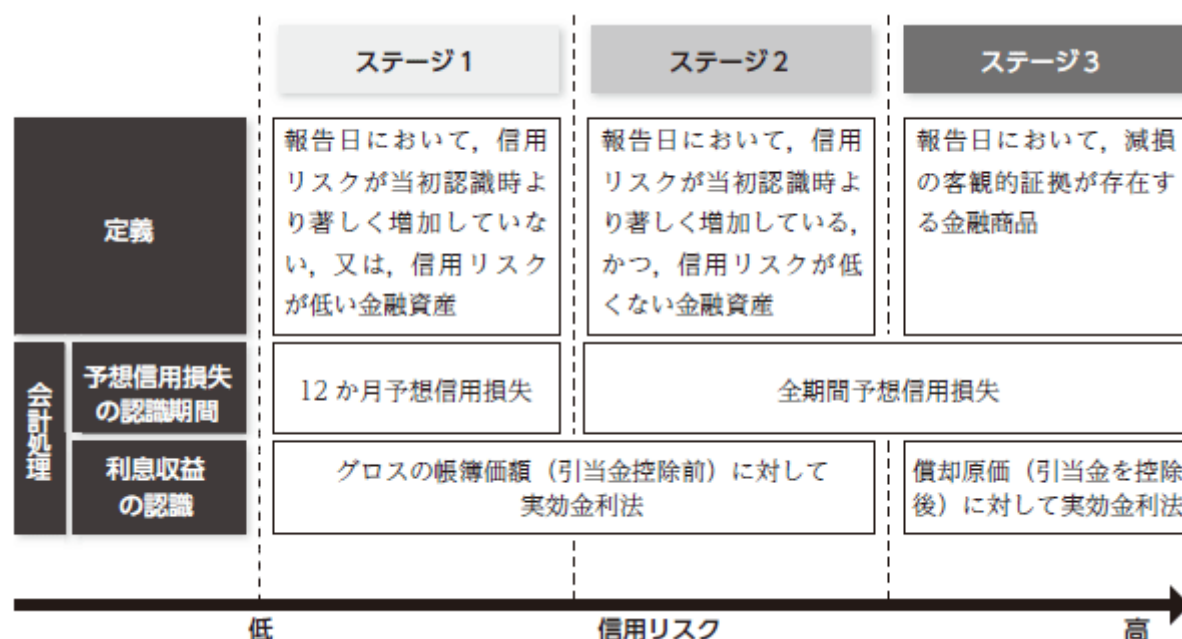 ステージ1
ステージ2
ステージ3
定義
報告日において，信用
リスクが当初認識時よ
り著しく増加していな
い，又は，信用リスク
が低い金融資産
報告日において，信用
リスクが当初認識時よ
り著しく増加している，
かつ，信用リスクが低
くない金融資産
報告日において，減損
の客観的証拠が存在す
る金融商品
会計処理
予想信用損失
の認識期間
12か月予想信用損失
全期間予想信用損失
利息収益
の認識
グロスの帳簿価額（引当金控除前）に対して
実効金利法
償却原価（引当金を控除
後）に対して実効金利法
低
信用リスク
高